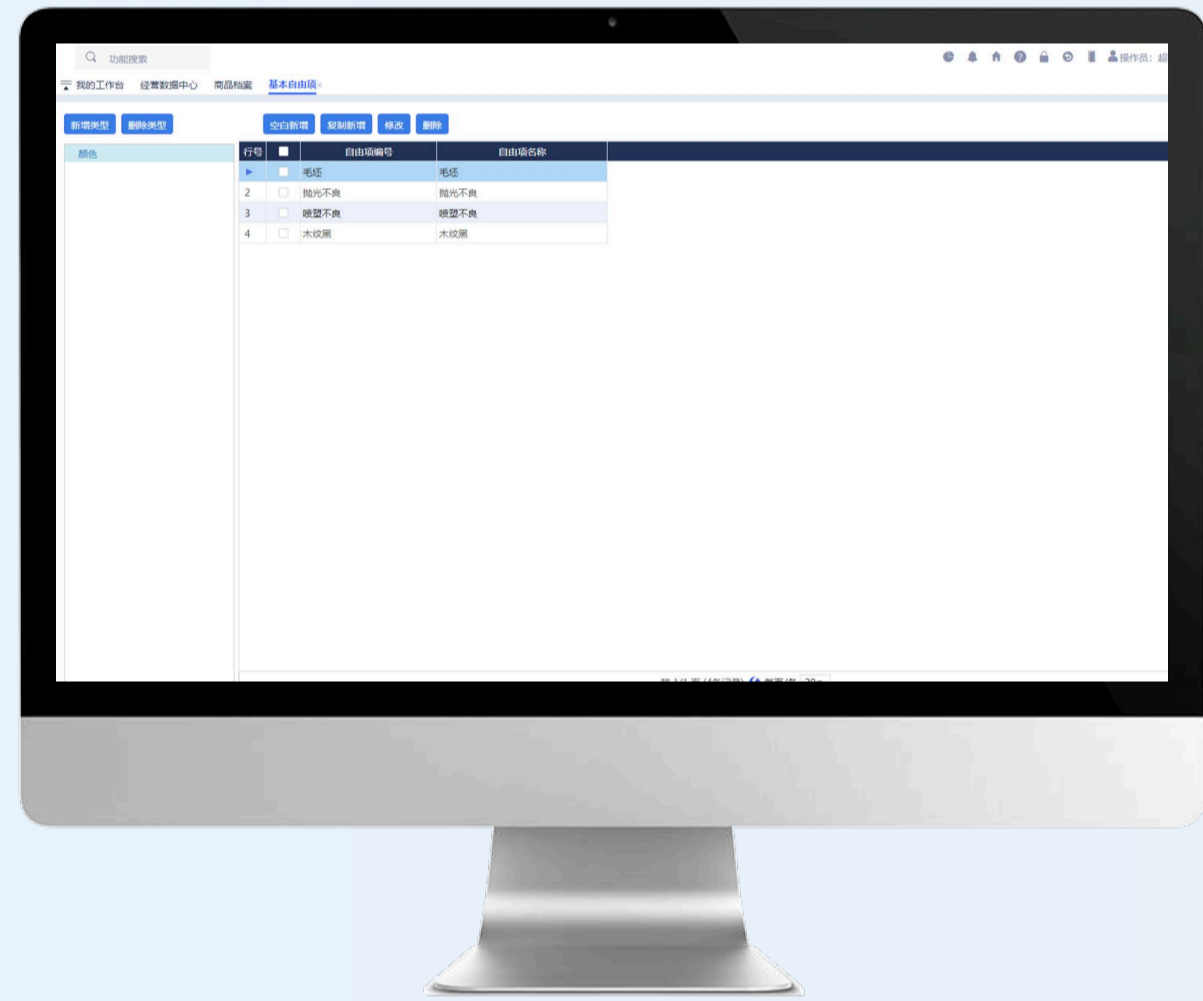 功能搜索
操作员：超
我的工作台 经营数据中心 商品档案 基本自由项×
新增类型 删除类型 空白新增 复制新增 修改 删除
颜色
行号 自由项编号 自由项名称
毛坯 毛坯
2 抛光不良 抛光不良
3 喷塑不良 喷塑不良
4 木纹黑 木纹黑